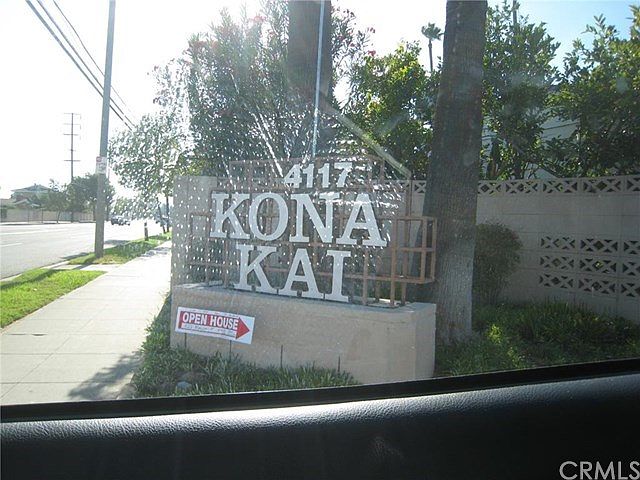 4117
KONA
KAI
OPEN HOUSE
CRMLS